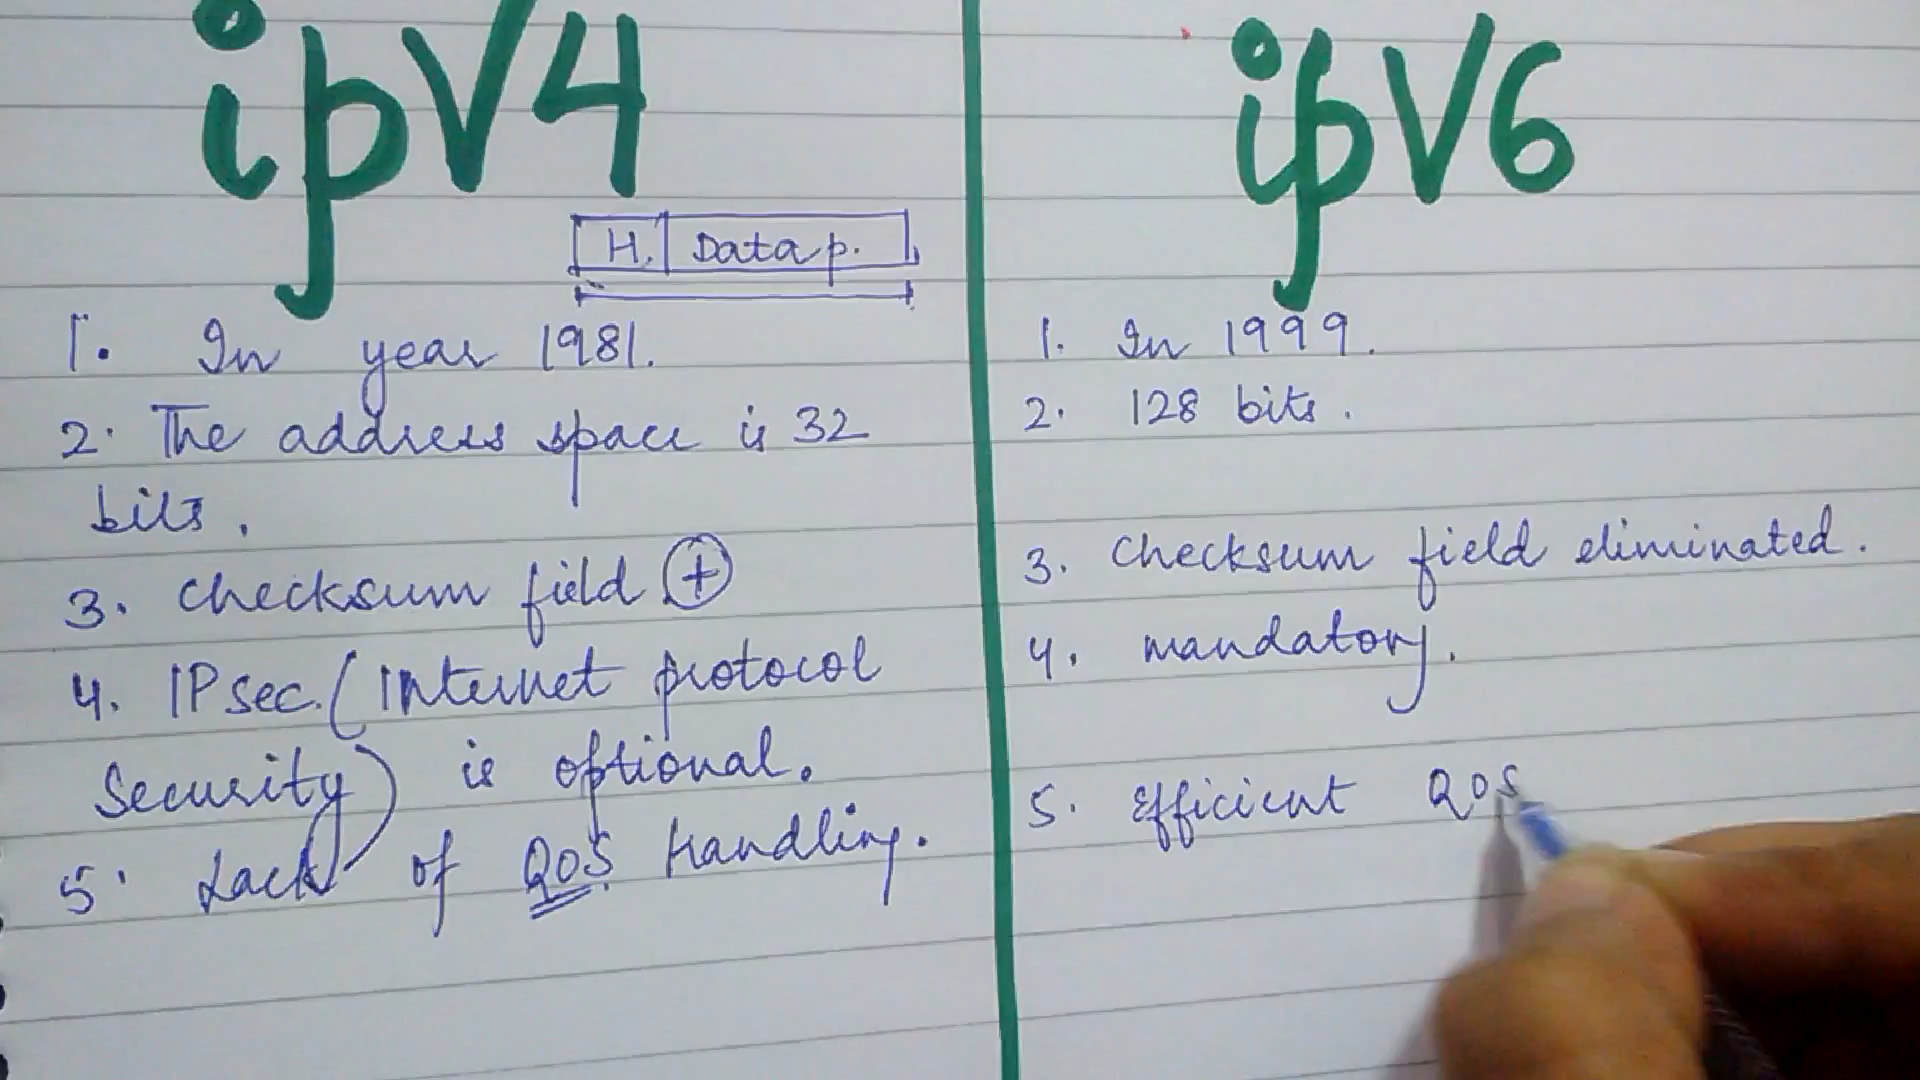 ipV4
H. Data p.
1. In year 1981.
2. The address space is 32
bits.
3. checksum field +
4. IPsec. (Internet protocol
Security) is optional.
5. Lack of QOS Handling.
ipV6
1. In 1999.
2. 128 bits.
3. checksum field eliminated.
4. mandatory.
5. Efficient QOS